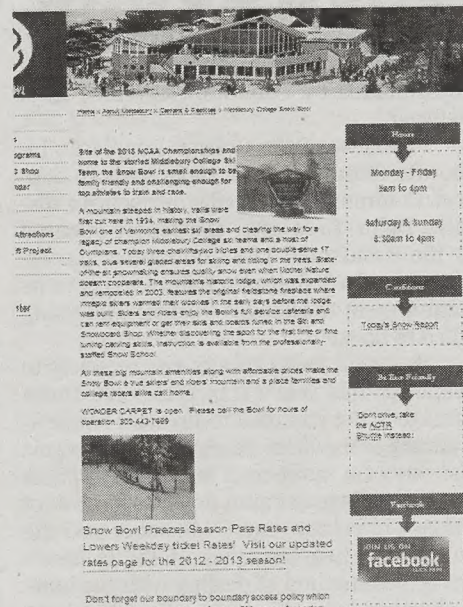 Home > About Middlebury > Centers & Facilities > Middlebury College Snow Bowl
ograms
Shop
Attractions
ft Project
Site of the 2013 NCAA Championships and
home to the storied Middlebury College Ski
Team, the Snow Bowl is small enough to be
family friendly and challenging enough for
top athletes to train and race.
A mountain steeped in history, trails were
first cut here in 1934, making the Snow
Bowl one of Vermont's earliest ski areas and clearing the way for a
legacy of champion Middlebury College ski teams and a host of
Olympians. Today three chairlifts two triples and one double serve 17
trails, plus several gladed areas for skiing and riding in the trees. State-
of-the-art snowmaking ensures quality snow even when Mother Nature
doesn't cooperate. The mountain's historic lodge, which was expanded
and remodeled in 2003, features the original fieldstone fireplace where
intrepid skiers warmed their woolies in the early days before the lodge
was built. Skiers and riders enjoy the Bowl's full service cafeteria and
can rent equipment or get their skis and boards tuned in the Ski and
Snowboard Shop. Whether discovering the sport for the first time or fine
tuning carving skills, instruction is available from the professionally-
staffed Snow School.
All these big mountain amenities along with affordable prices make the
Snow Bowl a true skiers' and riders' mountain and a place families and
college racers alike call home.
WONDER CARPET is open. Please call the Bowl for hours of
operation. 802-443-7669
Snow Bowl Freezes Season Pass Rates and
Lowers Weekday ticket Rates! Visit our updated
rates page for the 2012 - 2013 season!
Don't forget our boundary to boundary access policy which
Hours
Monday - Friday
9am to 4pm
Saturday & Sunday
8:30am to 4pm
Conditions
Today's Snow Report
Be Eco Friendly
Don't drive, take
the ACTR
Shuttle instead!
Facebook
JOIN US ON
facebook